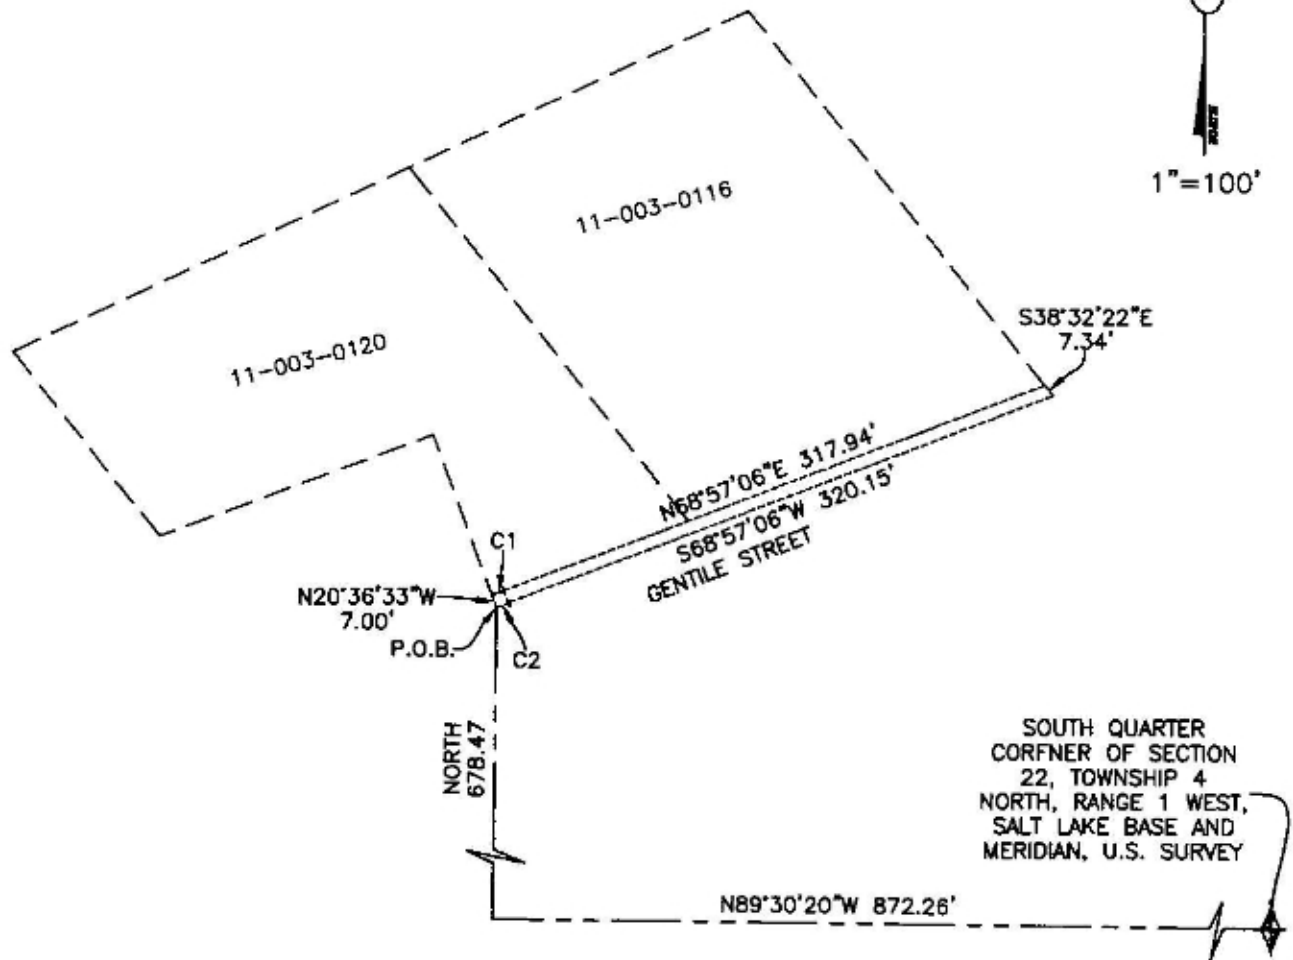 NORTH
1"=100'
11-003-0116
11-003-0120
S38°32'22"E
7.34'
N68°57'06"E 317.94'
S68°57'06"W 320.15'
GENTILE STREET
C1
N20°36'33"W
7.00'
P.O.B.
C2
NORTH
678.47
SOUTH QUARTER
CORFNER OF SECTION
22, TOWNSHIP 4
NORTH, RANGE 1 WEST,
SALT LAKE BASE AND
MERIDIAN, U.S. SURVEY
N89°30'20"W 872.26'